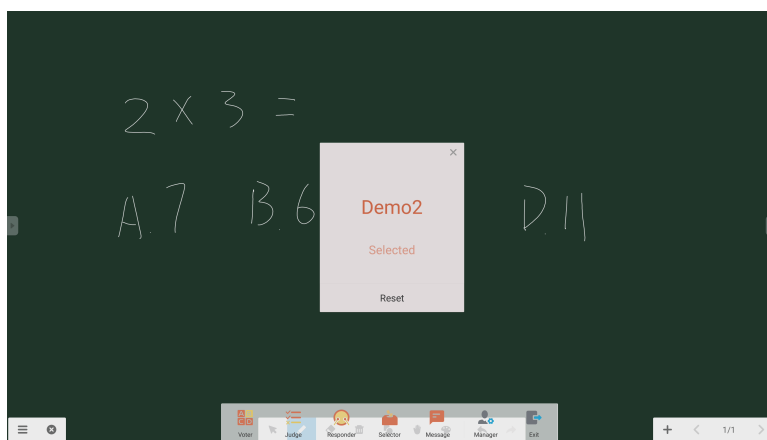 2 × 3 =
A.7 B.6 D.11
Demo2
Selected
Reset
Voter Judge Responder Selector Message Manager Exit
1/1